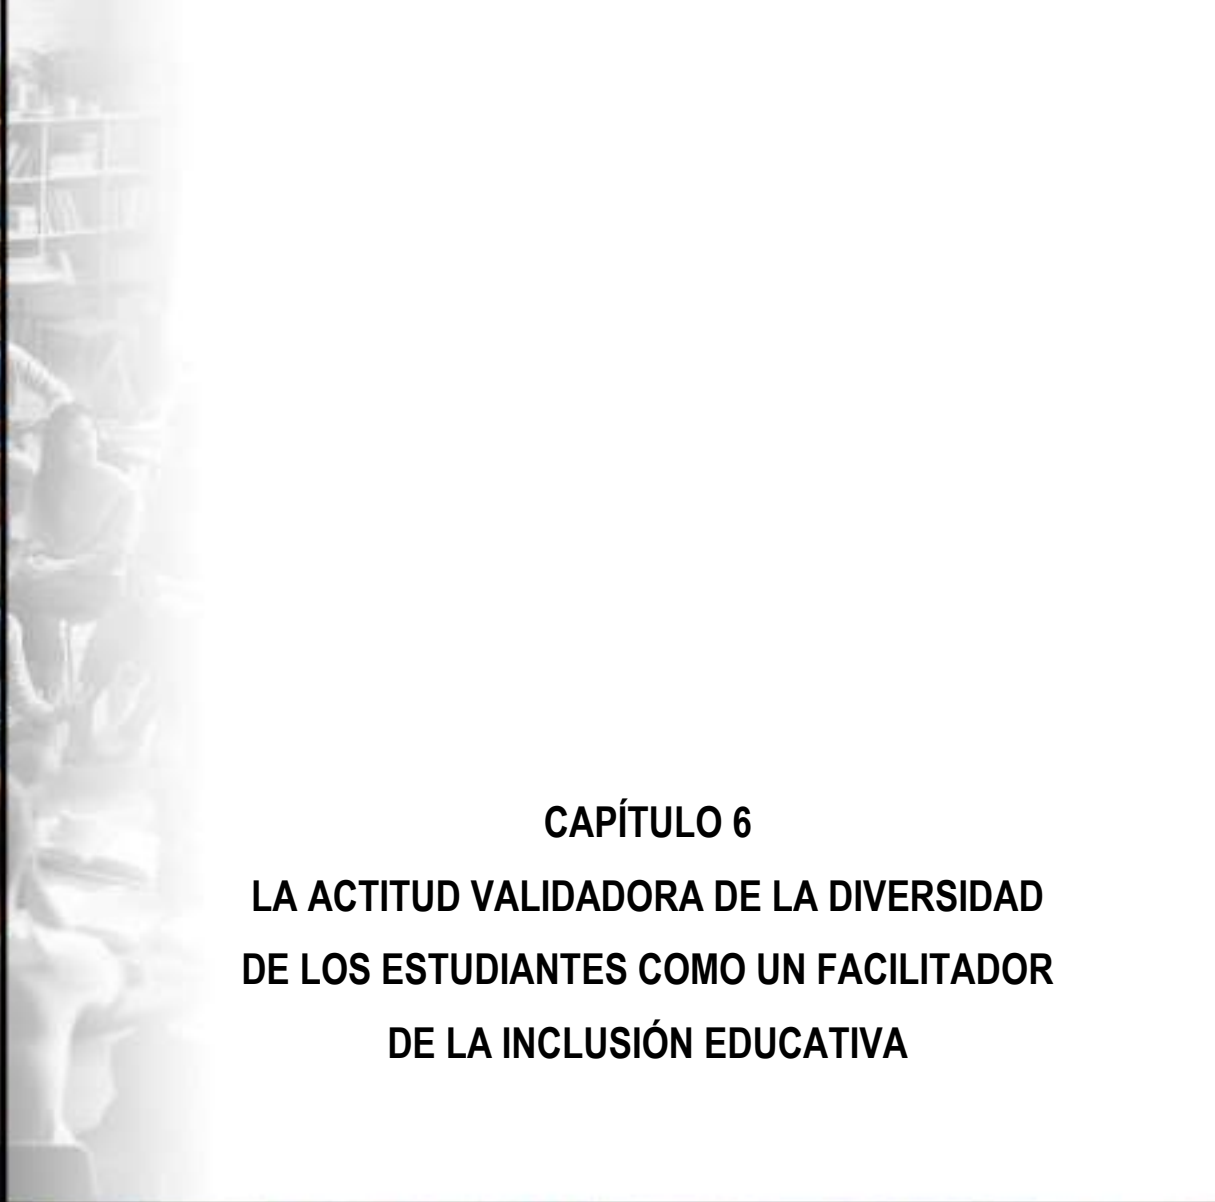 CAPÍTULO 6
LA ACTITUD VALIDADORA DE LA DIVERSIDAD
DE LOS ESTUDIANTES COMO UN FACILITADOR
DE LA INCLUSIÓN EDUCATIVA